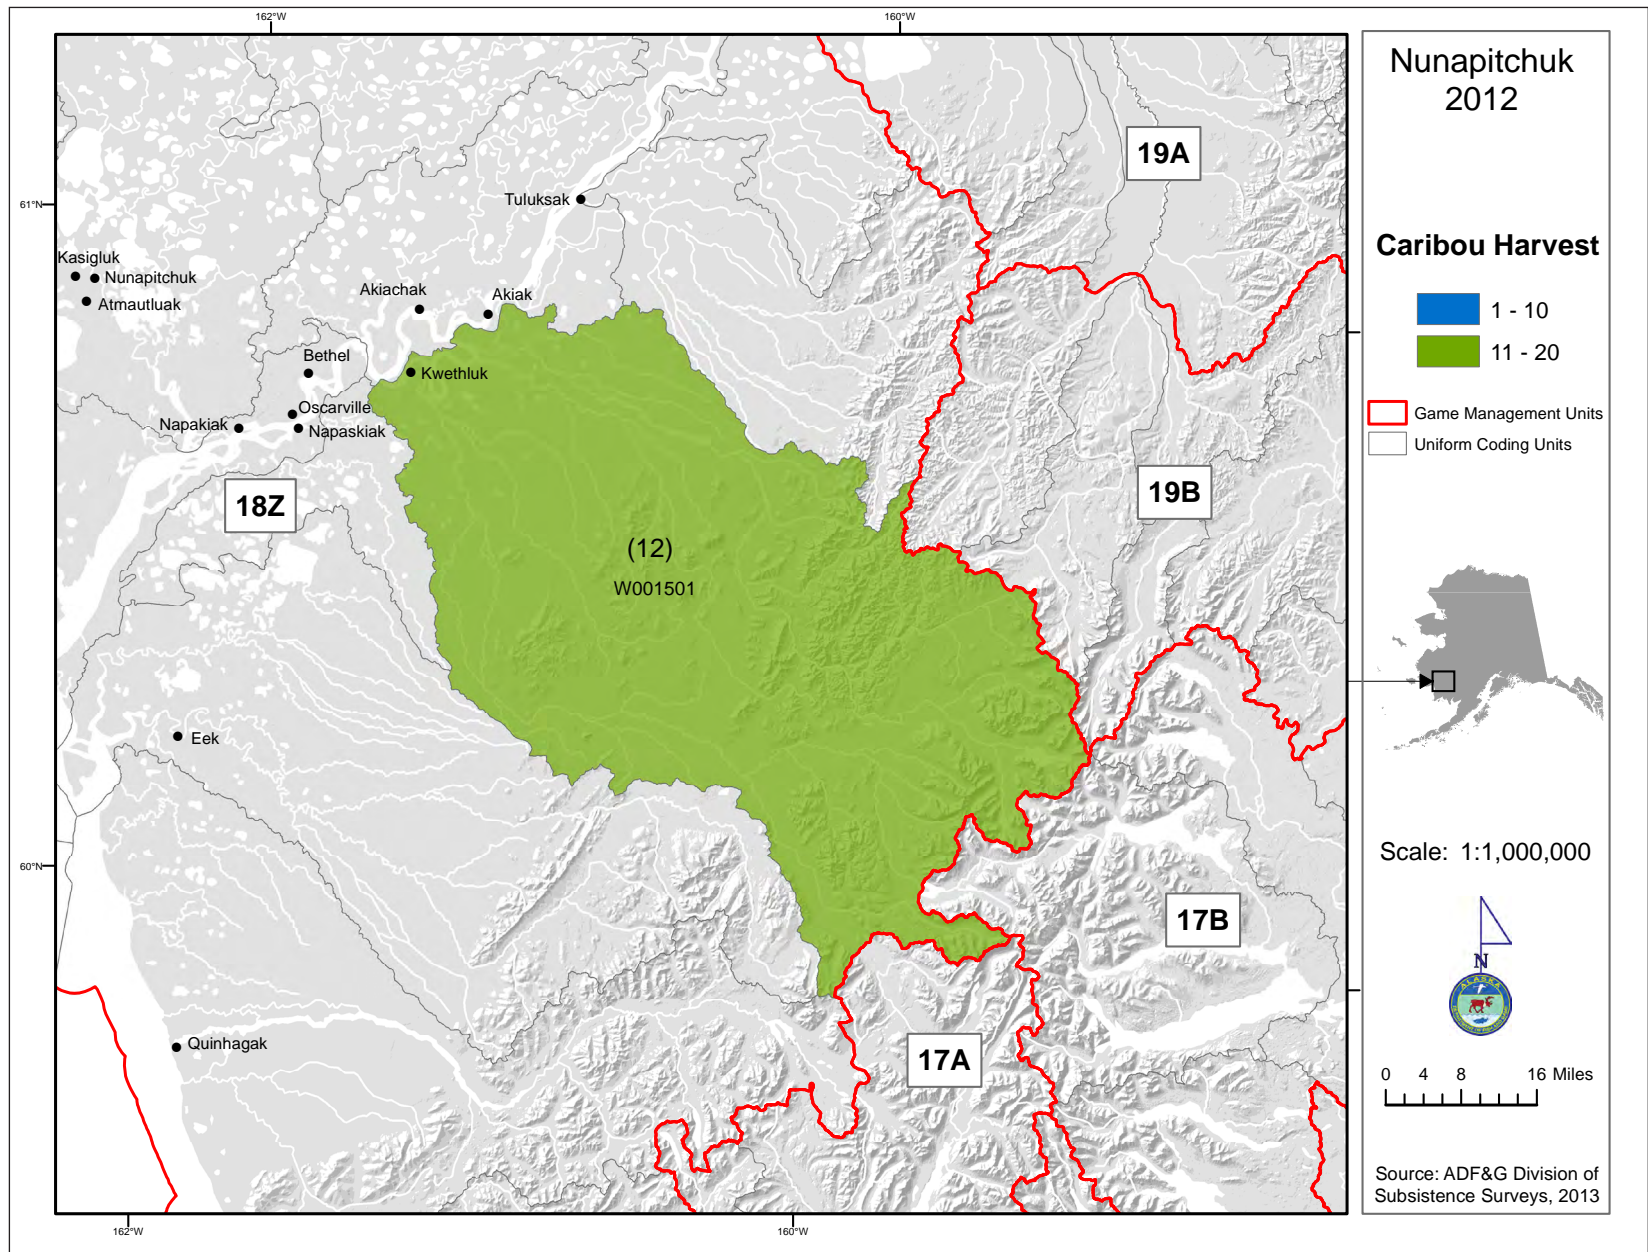 162°W
160°W
Nunapitchuk
2012
19A
Tuluksak
61°N
Caribou Harvest
Kasigluk
Nunapitchuk
Atmautluak
Akiachak
Akiak
1 - 10
11 - 20
Bethel
Kwethluk
Oscarville
Napakiak
Napaskiak
Game Management Units
Uniform Coding Units
18Z
19B
(12)
W001501
Eek
60°N
Scale: 1:1,000,000
17B
N
ALASKA
Quinhagak
17A
0 4 8 16 Miles
Source: ADF&G Division of
Subsistence Surveys, 2013
162°W
160°W